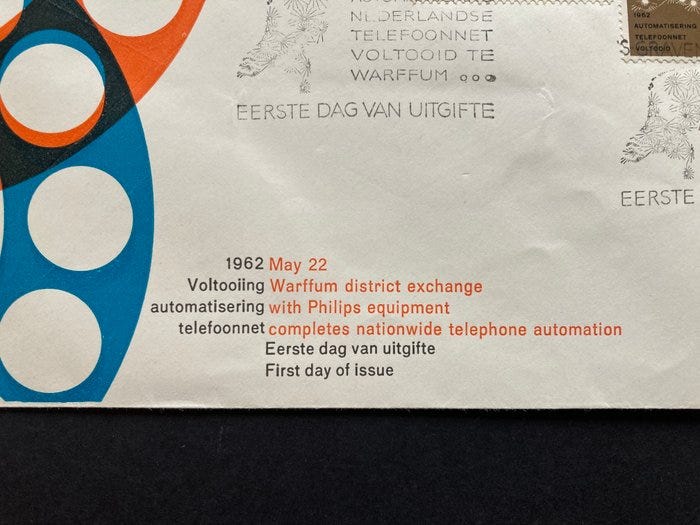 NEDERLANDSE
TELEFOONNET
VOLTOOID TE
WARFFUM
EERSTE DAG VAN UITGIFTE
1962
AUTOMATISERING
TELEFOONNET
VOLTOOID
EERSTE
1962 May 22
Voltooiing Warffum district exchange
automatisering with Philips equipment
telefoonnet completes nationwide telephone automation
Eerste dag van uitgifte
First day of issue